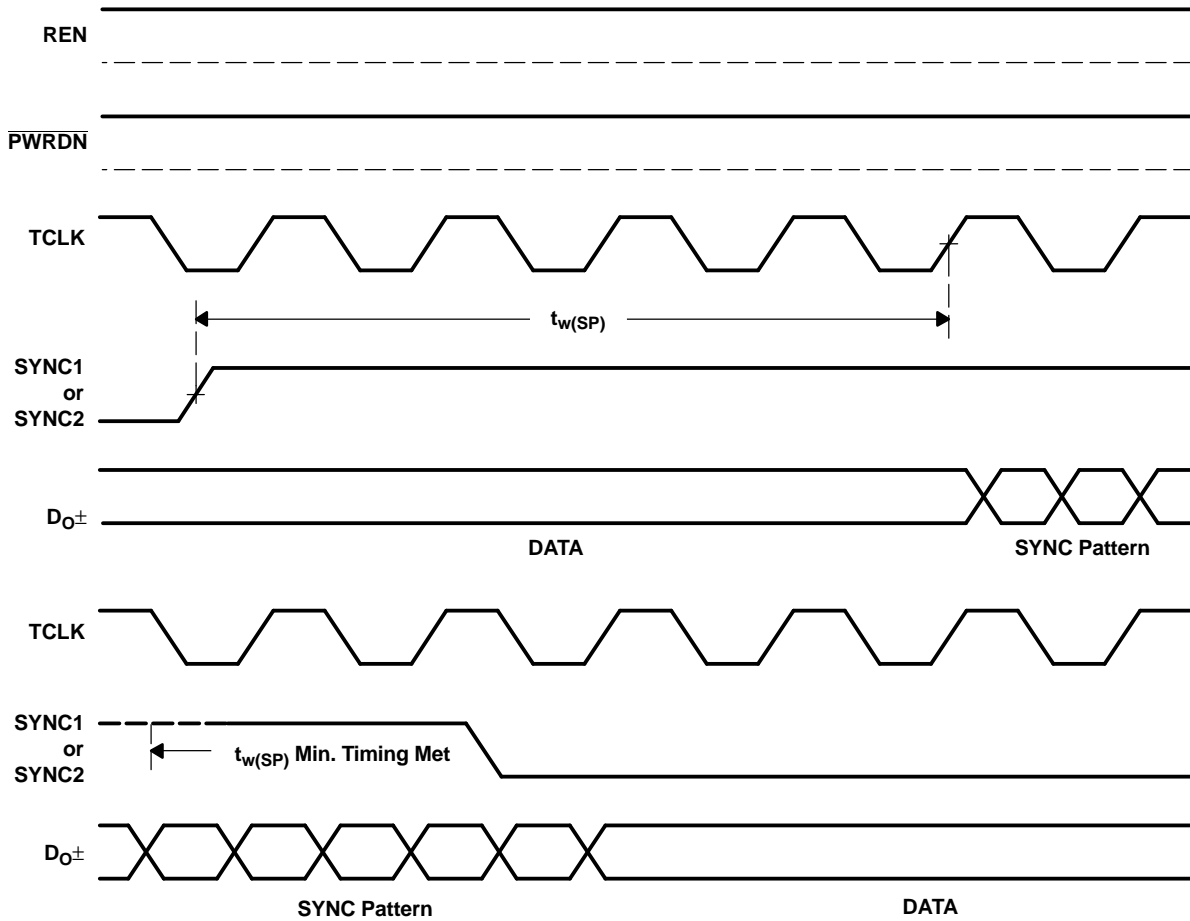 REN
PWRDN
TCLK
tw(SP)
SYNC1
or
SYNC2
DO±
DATA
SYNC Pattern
TCLK
SYNC1
or
SYNC2
tw(SP) Min. Timing Met
DO±
SYNC Pattern
DATA